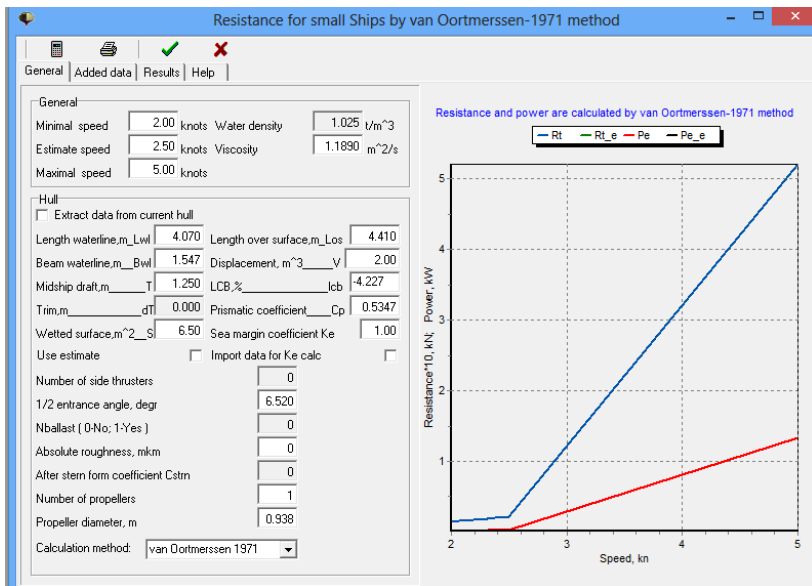 Resistance for small Ships by van Oortmerssen-1971 method
General Added data Results Help
General
Minimal speed 2.00 knots Water density 1.025 t/m^3
Estimate speed 2.50 knots Viscosity 1.1890 m^2/s
Maximal speed 5.00 knots
Hull
Extract data from current hull
Length waterline,m_Lwl 4.070 Length over surface,m_Los 4.410
Beam waterline,m__Bwl 1.547 Displacement, m^3_____V 2.00
Midship draft,m______T 1.250 LCB,%______________lcb -4.227
Trim,m______________dT 0.000 Prismatic coefficient____Cp 0.5347
Wetted surface,m^2__S 6.50 Sea margin coefficient Ke 1.00
Use estimate Import data for Ke calc
Number of side thrusters 0
1/2 entrance angle, degr 6.520
Nballast ( 0-No; 1-Yes ) 0
Absolute roughness, mkm 0
After stern form coefficient Cstrn 0
Number of propellers 1
Propeller diameter, m 0.938
Calculation method: van Oortmerssen 1971
Resistance and power are calculated by van Oortmerssen-1971 method
Rt Rt_e Pe Pe_e
Resistance*10, kN; Power, kW
5
4
3
2
1
2 3 4 5
Speed, kn